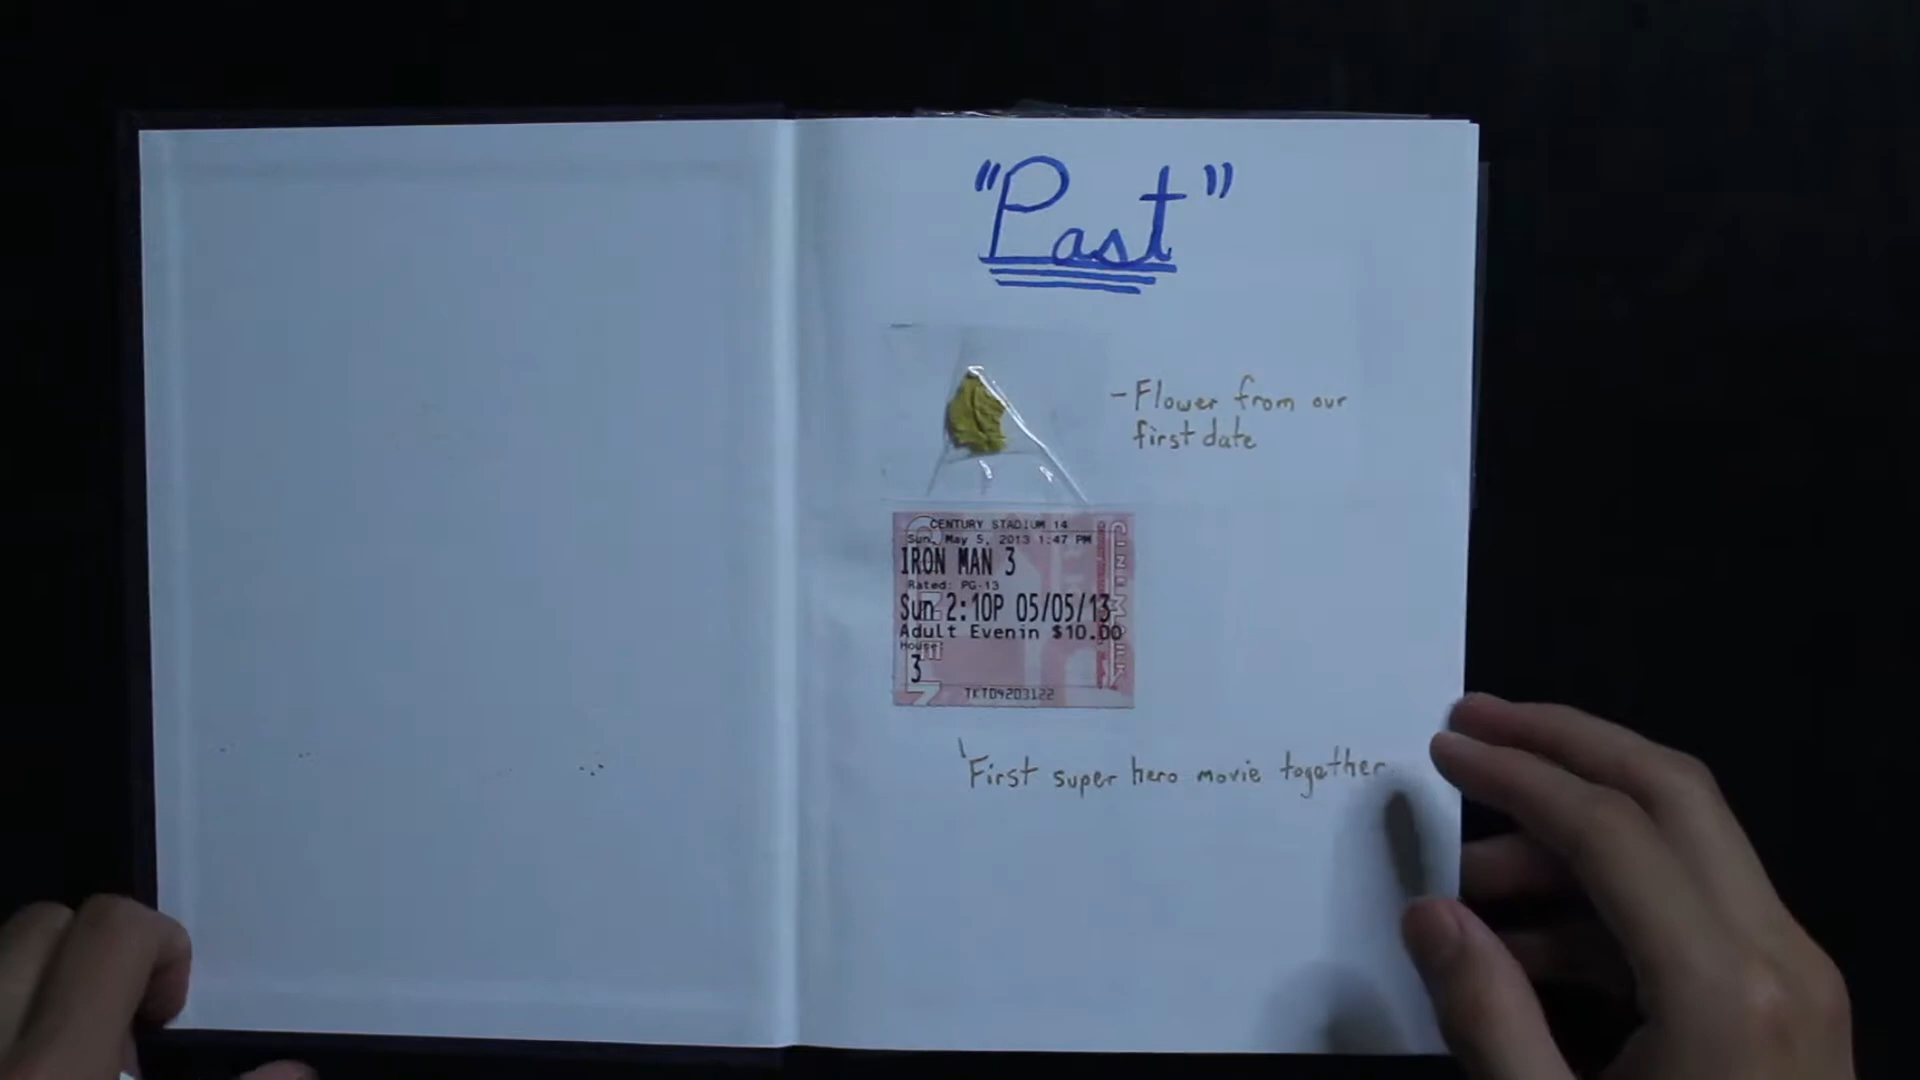 "Past"
- Flower from our
first date
CENTURY STADIUM 14
Sun, May 5, 2013 1:47 PM
IRON MAN 3
Rated: PG-13
Sun 2:10P 05/05/13
Adult Evenin $10.00
House
3
CINEMARK
First super hero movie together